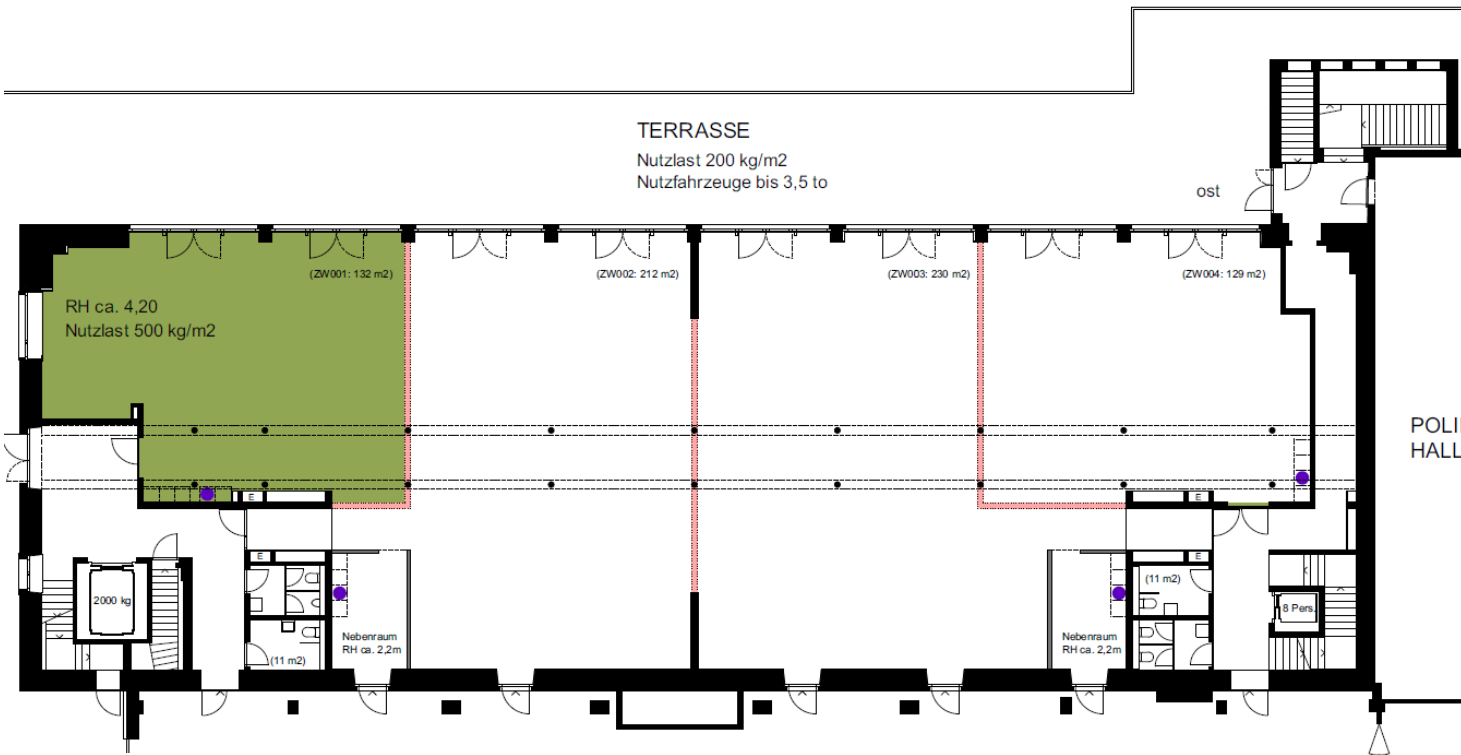 TERRASSE
Nutzlast 200 kg/m2
Nutzfahrzeuge bis 3,5 to
ost
(ZW001: 132 m2)
(ZW002: 212 m2)
(ZW003: 230 m2)
(ZW004: 129 m2)
RH ca. 4,20
Nutzlast 500 kg/m2
HALL
E
E
E
E
2000 kg
(11 m2)
8 Pers.
Nebenraum
RH ca. 2,2m
Nebenraum
RH ca. 2,2m
(11 m2)